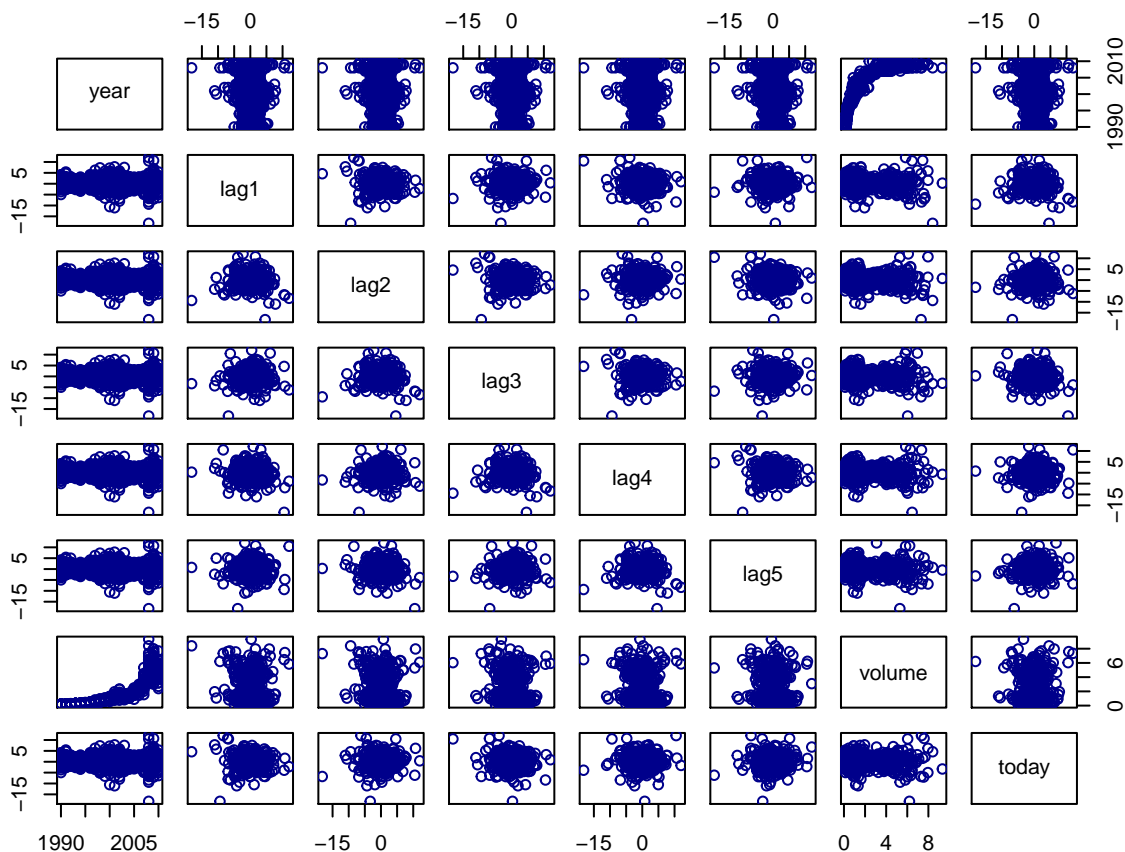 −15 0 −15 0 −15 0
year 1990 2010
5 −15 lag1
lag2 5 −15
5 −15 lag3
lag4 5 −15
5 −15 lag5
volume 0 6
5 −15 today
1990 2005 −15 0 −15 0 0 4 8